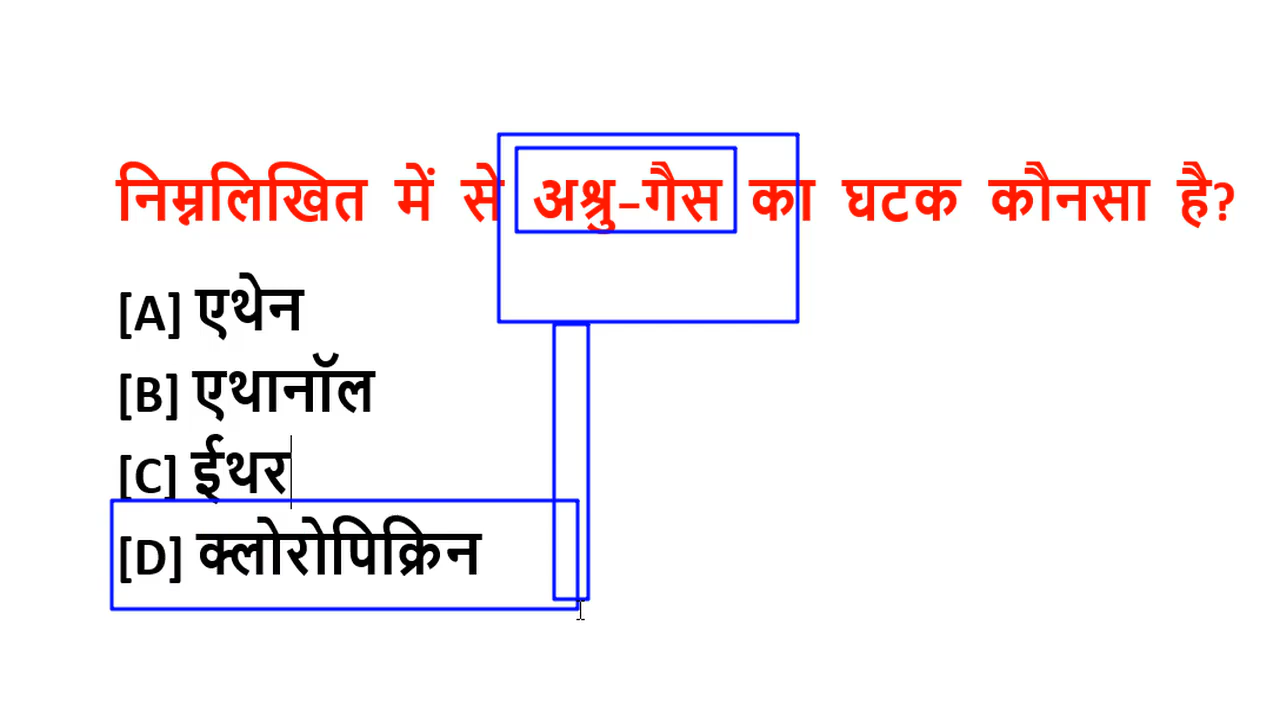 निम्नलिखित में से अश्रु-गैस का घटक कौनसा है?
[A] एथेन
[B] एथानॉल
[C] ईथर
[D] क्लोरोपिक्रिन